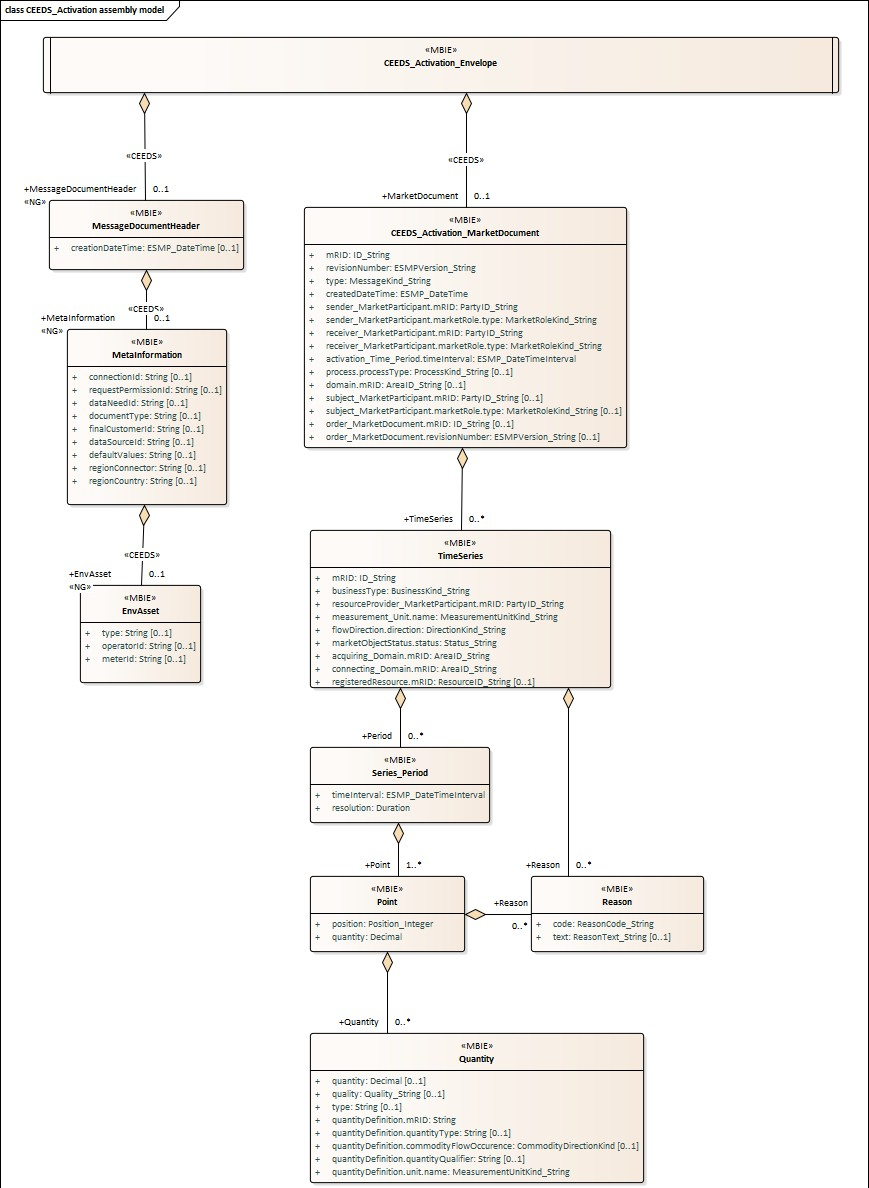 class CEEDS_Activation assembly model
«MBIE»
CEEDS_Activation_Envelope
«CEEDS»
+MessageDocumentHeader 0..1
«NG»
«MBIE»
MessageDocumentHeader
+ creationDateTime: ESMP_DateTime [0..1]
«CEEDS»
+MetaInformation 0..1
«NG»
«MBIE»
MetaInformation
+ connectionId: String [0..1]
+ requestPermissionId: String [0..1]
+ dataNeedId: String [0..1]
+ documentType: String [0..1]
+ finalCustomerId: String [0..1]
+ dataSourceId: String [0..1]
+ defaultValues: String [0..1]
+ regionConnector: String [0..1]
+ regionCountry: String [0..1]
«CEEDS»
+EnvAsset 0..1
«NG»
«MBIE»
EnvAsset
+ type: String [0..1]
+ operatorId: String [0..1]
+ meterId: String [0..1]
«CEEDS»
+MarketDocument 0..1
«MBIE»
CEEDS_Activation_MarketDocument
+ mRID: ID_String
+ revisionNumber: ESMPVersion_String
+ type: MessageKind_String
+ createdDateTime: ESMP_DateTime
+ sender_MarketParticipant.mRID: PartyID_String
+ sender_MarketParticipant.marketRole.type: MarketRoleKind_String
+ receiver_MarketParticipant.mRID: PartyID_String
+ receiver_MarketParticipant.marketRole.type: MarketRoleKind_String
+ activation_Time_Period.timeInterval: ESMP_DateTimeInterval
+ process.processType: ProcessKind_String [0..1]
+ domain.mRID: AreaID_String [0..1]
+ subject_MarketParticipant.mRID: PartyID_String [0..1]
+ subject_MarketParticipant.marketRole.type: MarketRoleKind_String [0..1]
+ order_MarketDocument.mRID: ID_String [0..1]
+ order_MarketDocument.revisionNumber: ESMPVersion_String [0..1]
+TimeSeries 0..*
«MBIE»
TimeSeries
+ mRID: ID_String
+ businessType: BusinessKind_String
+ resourceProvider_MarketParticipant.mRID: PartyID_String
+ measurement_Unit.name: MeasurementUnitKind_String
+ flowDirection.direction: DirectionKind_String
+ marketObjectStatus.status: Status_String
+ acquiring_Domain.mRID: AreaID_String
+ connecting_Domain.mRID: AreaID_String
+ registeredResource.mRID: ResourceID_String [0..1]
+Period 0..*
«MBIE»
Series_Period
+ timeInterval: ESMP_DateTimeInterval
+ resolution: Duration
+Point 1..*
«MBIE»
Point
+ position: Position_Integer
+ quantity: Decimal
+Reason
0..*
+Reason 0..*
«MBIE»
Reason
+ code: ReasonCode_String
+ text: ReasonText_String [0..1]
+Quantity 0..*
«MBIE»
Quantity
+ quantity: Decimal [0..1]
+ quality: Quality_String [0..1]
+ type: String [0..1]
+ quantityDefinition.mRID: String
+ quantityDefinition.quantityType: String [0..1]
+ quantityDefinition.commodityFlowOccurence: CommodityDirectionKind [0..1]
+ quantityDefinition.quantityQualifier: String [0..1]
+ quantityDefinition.unit.name: MeasurementUnitKind_String